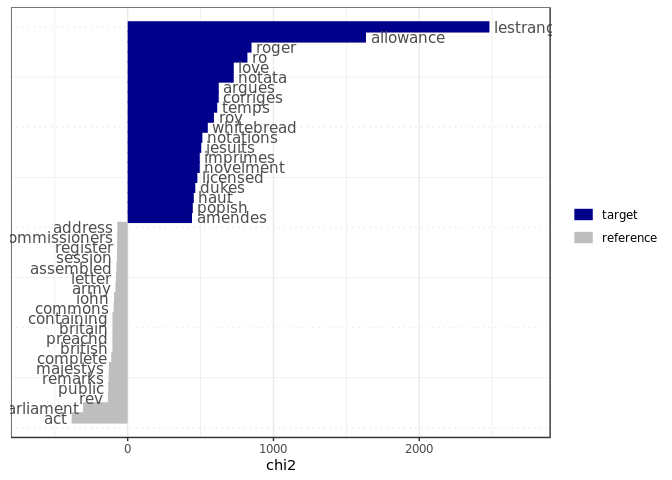 lestrang
allowance
roger
ro
love
notata
argues
corriges
temps
roy
whitbread
notations
jesuits
imprimes
novelment
licensed
dukes
haut
popish
amendes
address
ommissioners
register
session
assembled
letter
army
john
commons
containing
britain
preachd
british
complete
majestys
remarks
public
rev
arliament
act
target
reference
0 1000 2000
chi2